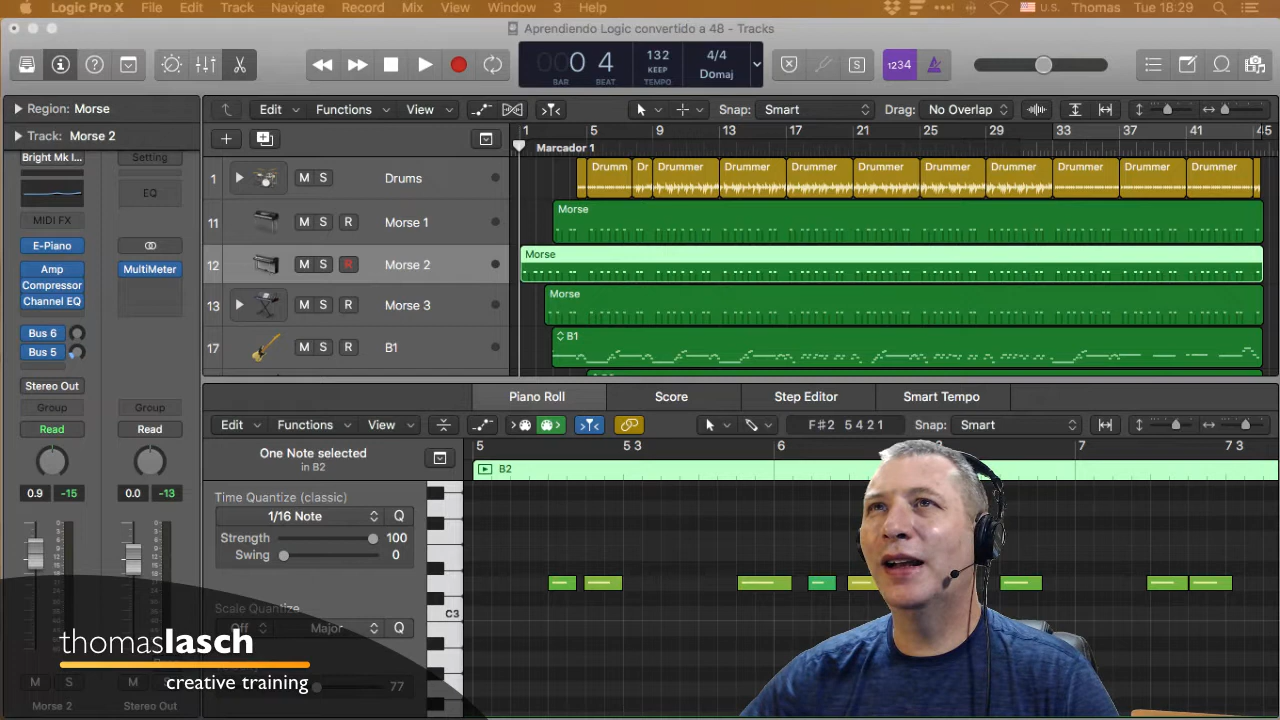 Logic Pro X File Edit Track Navigate Record Mix View Window 3 Help U.S. Thomas Tue 18:29
Aprendiendo Logic convertido a 48 - Tracks
0 4 132 4/4
KEEP Domaj
BAR BEAT TEMPO
1234
Region: Morse
Edit Functions View Snap: Smart Drag: No Overlap
Track: Morse 2
1 5 9 13 17 21 25 29 33 37 41 45
Marcador 1
Bright Mk I... Setting
EQ
MIDI FX
E-Piano
Amp MultiMeter
Compressor
Channel EQ
Bus 6
Bus 5
Stereo Out
Group Group
Read Read
0.9 -15 0.0 -13
M S M S
Morse 2 Stereo Out
1 M S Drums
Drumm Dr Drummer Drummer Drummer Drummer Drummer Drummer Drummer Drummer
11 M S R Morse 1
Morse
12 M S R Morse 2
Morse
13 M S R Morse 3
Morse
17 M S R B1
B1
Piano Roll Score Step Editor Smart Tempo
Edit Functions View F♯2 5 4 2 1 Snap: Smart
5 5 3 6 7 7 3
One Note selected
in B2
B2
Time Quantize (classic)
1/16 Note Q
Strength 100
Swing 0
C3
Scale Quantize
Off Major Q
77
thomaslasch
creative training